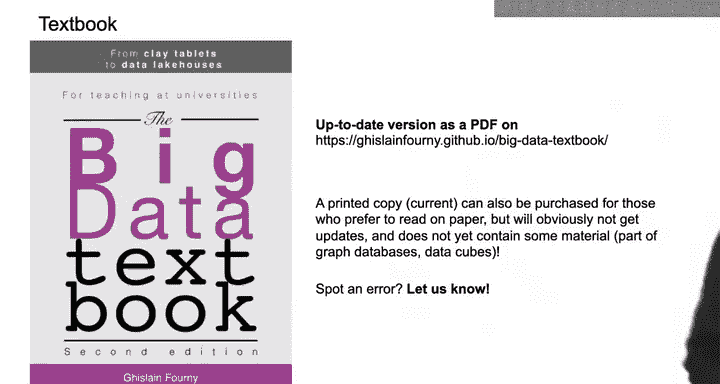 Textbook
From clay tablets
to data lakehouses
For teaching at universities
The
Big
Data
text
book
Second edition
Ghislain Fourny
Up-to-date version as a PDF on
https://ghislainfourny.github.io/big-data-textbook/
A printed copy (current) can also be purchased for those
who prefer to read on paper, but will obviously not get
updates, and does not yet contain some material (part of
graph databases, data cubes)!
Spot an error? Let us know!